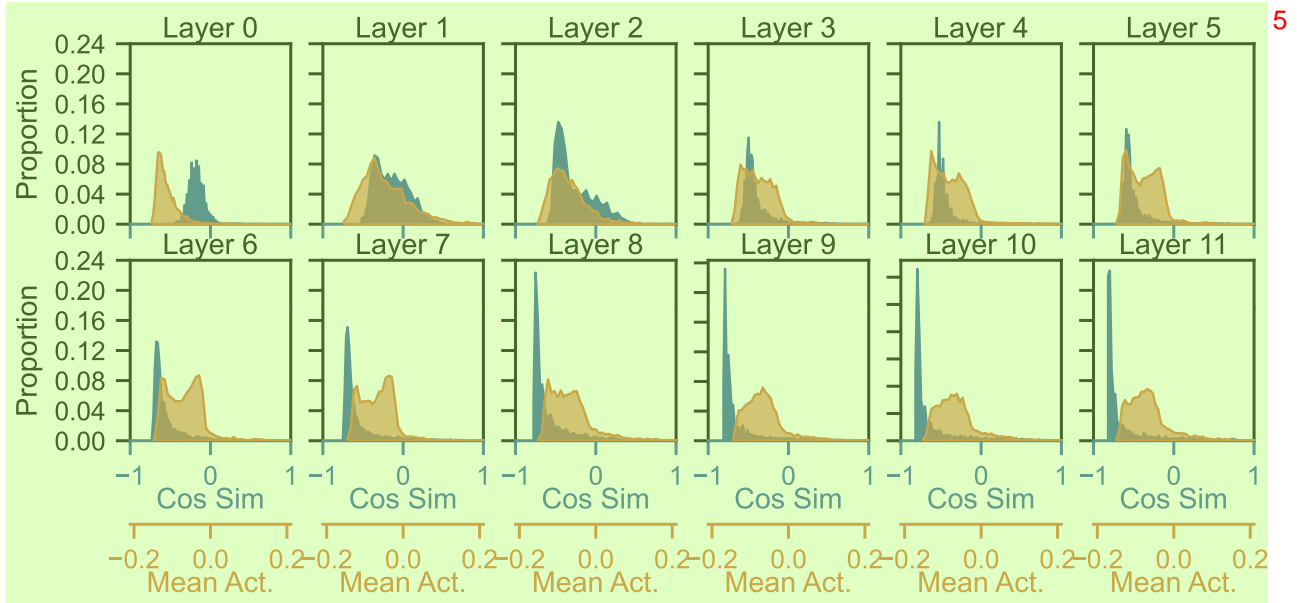 5
Layer 0 Layer 1 Layer 2 Layer 3 Layer 4 Layer 5
0.24
0.20
0.16
0.12
0.08
0.04
0.00
Proportion
Layer 6 Layer 7 Layer 8 Layer 9 Layer 10 Layer 11
0.24
0.20
0.16
0.12
0.08
0.04
0.00
Proportion
−1 0 1 −1 0 1 −1 0 1 −1 0 1 −1 0 1 −1 0 1
Cos Sim Cos Sim Cos Sim Cos Sim Cos Sim Cos Sim
−0.2 0.0 0.2 −0.2 0.0 0.2 −0.2 0.0 0.2 −0.2 0.0 0.2 −0.2 0.0 0.2 −0.2 0.0 0.2
Mean Act. Mean Act. Mean Act. Mean Act. Mean Act. Mean Act.